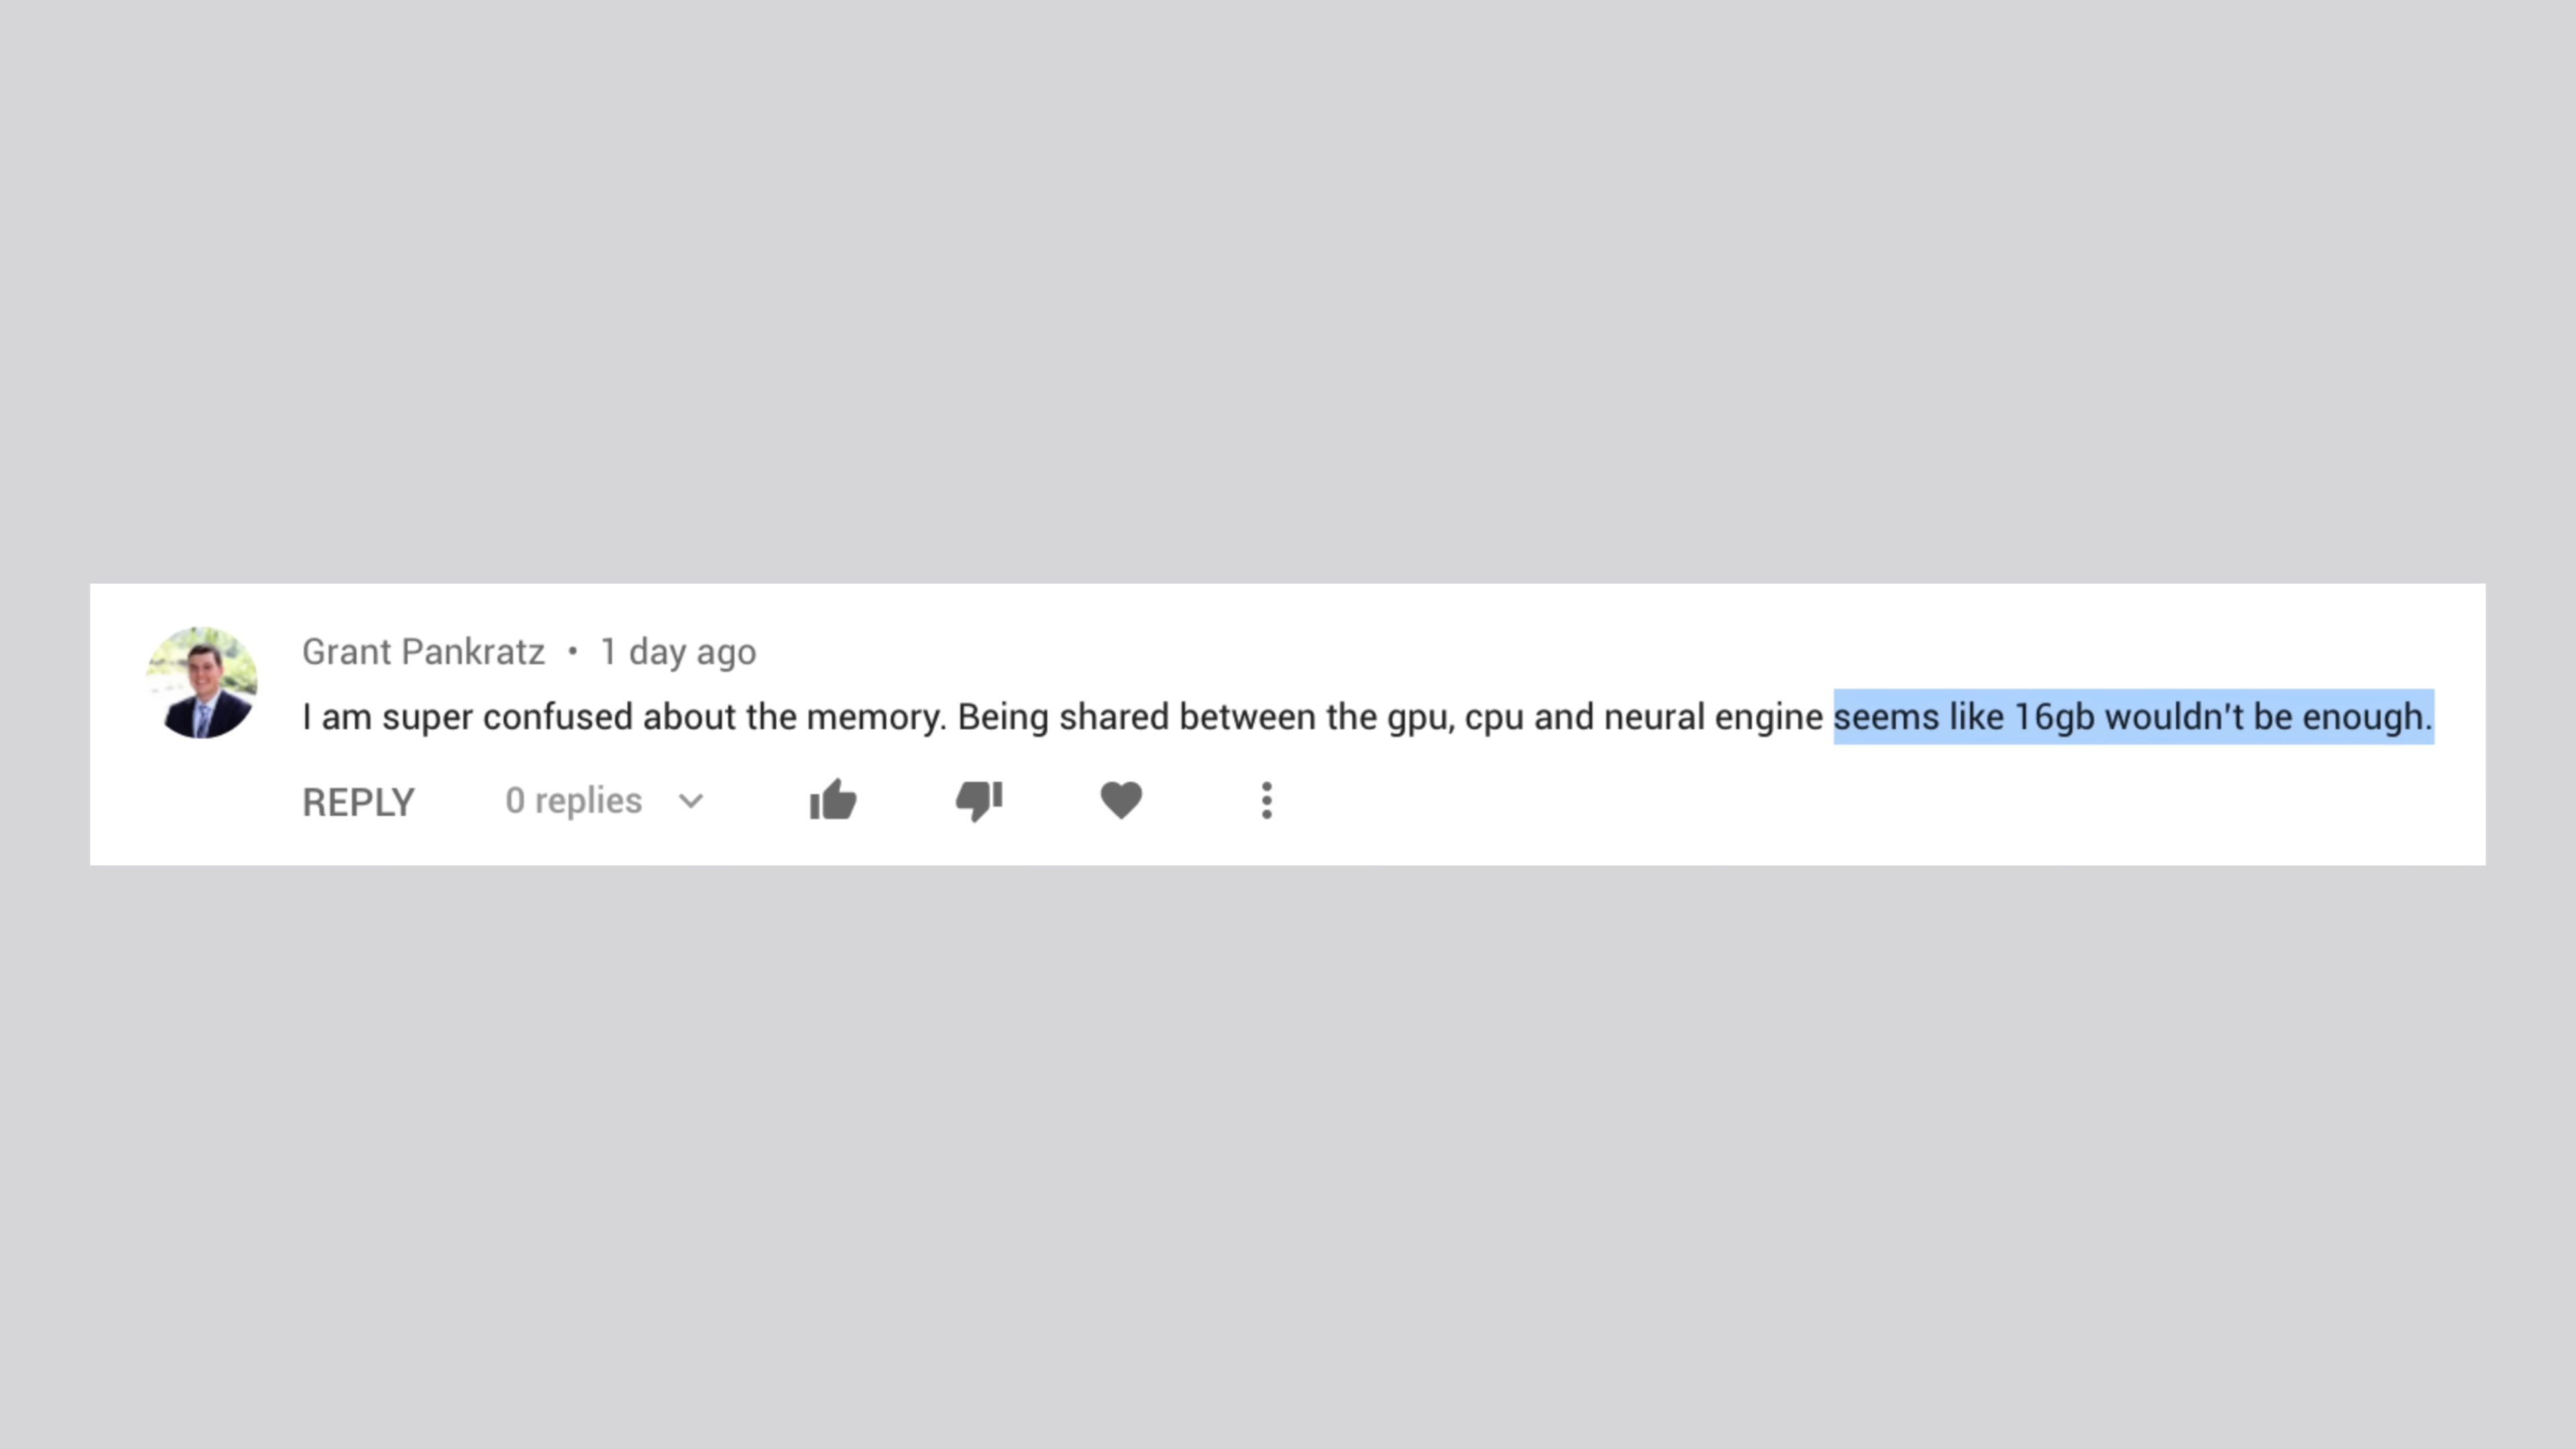 Grant Pankratz • 1 day ago
I am super confused about the memory. Being shared between the gpu, cpu and neural engine seems like 16gb wouldn't be enough.
REPLY 0 replies